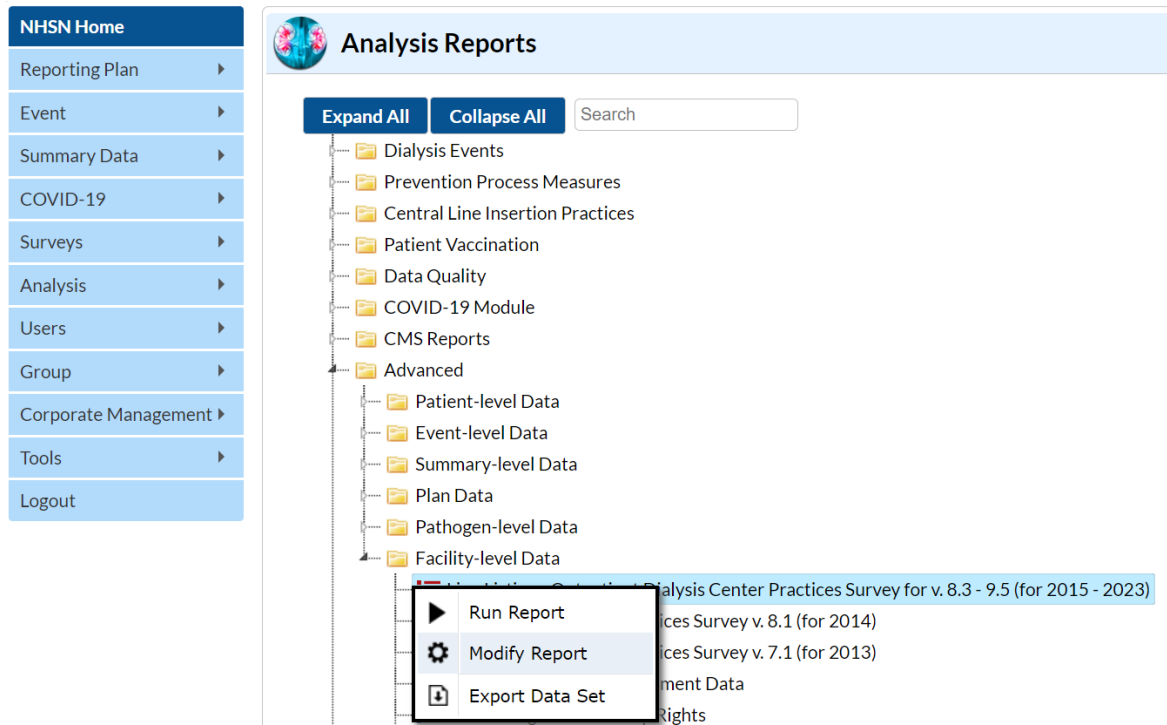 NHSN Home
Reporting Plan
Event
Summary Data
COVID-19
Surveys
Analysis
Users
Group
Corporate Management
Tools
Logout
Analysis Reports
Expand All
Collapse All
Search
Dialysis Events
Prevention Process Measures
Central Line Insertion Practices
Patient Vaccination
Data Quality
COVID-19 Module
CMS Reports
Advanced
Patient-level Data
Event-level Data
Summary-level Data
Plan Data
Pathogen-level Data
Facility-level Data
Dialysis Center Practices Survey for v. 8.3 - 9.5 (for 2015 - 2023)
Run Report
ices Survey v. 8.1 (for 2014)
Modify Report
ices Survey v. 7.1 (for 2013)
ment Data
Export Data Set
Rights